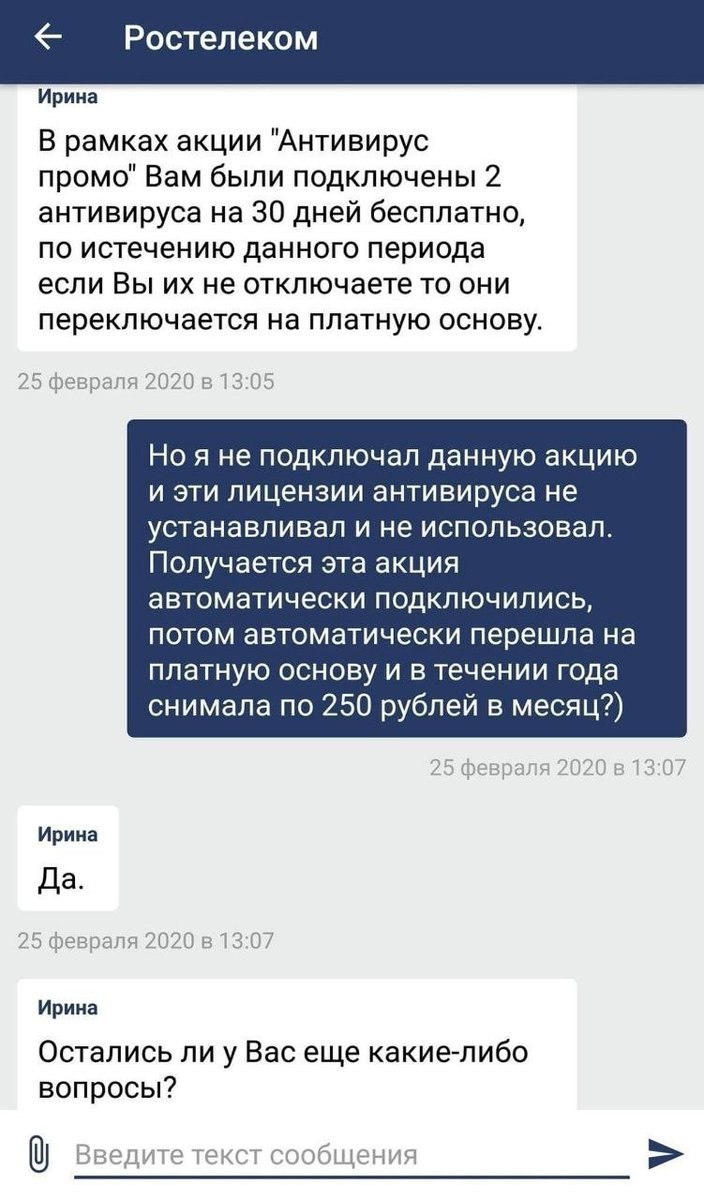 Ростелеком
Ирина
В рамках акции "Антивирус
промо" Вам были подключены 2
антивируса на 30 дней бесплатно,
по истечению данного периода
если Вы их не отключаете то они
переключается на платную основу.
25 февраля 2020 в 13:05
Но я не подключал данную акцию
и эти лицензии антивируса не
устанавливал и не использовал.
Получается эта акция
автоматически подключились,
потом автоматически перешла на
платную основу и в течении года
снимала по 250 рублей в месяц?)
25 февраля 2020 в 13:07
Ирина
Да.
25 февраля 2020 в 13:07
Ирина
Остались ли у Вас еще какие-либо
вопросы?
Введите текст сообщения